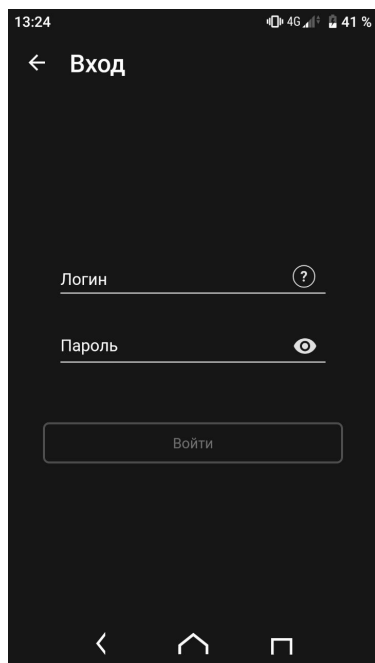 13:24 4G 41 %
Вход
Логин ?
Пароль
Войти